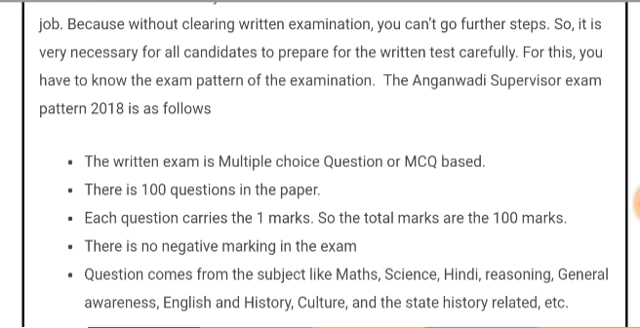 job. Because without clearing written examination, you can't go further steps. So, it is
very necessary for all candidates to prepare for the written test carefully. For this, you
have to know the exam pattern of the examination. The Anganwadi Supervisor exam
pattern 2018 is as follows
• The written exam is Multiple choice Question or MCQ based.
• There is 100 questions in the paper.
• Each question carries the 1 marks. So the total marks are the 100 marks.
• There is no negative marking in the exam
• Question comes from the subject like Maths, Science, Hindi, reasoning, General
awareness, English and History, Culture, and the state history related, etc.